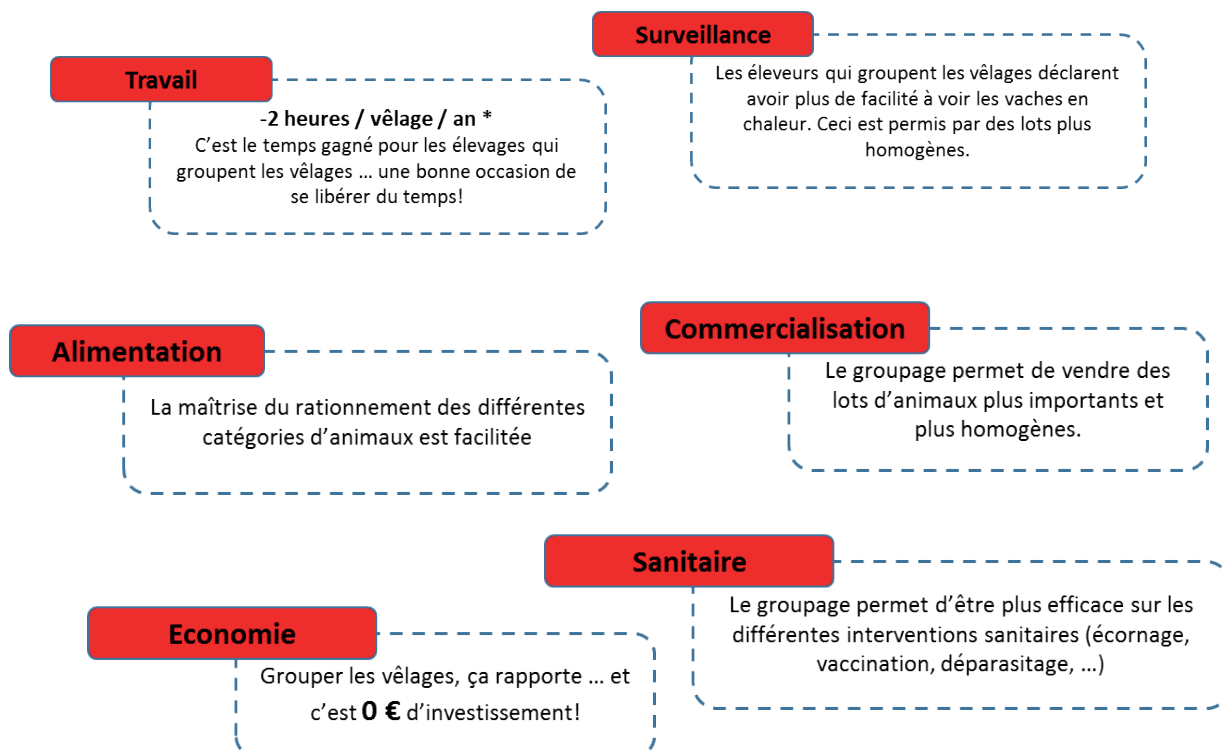 Travail
-2 heures / vêlage / an *
C'est le temps gagné pour les élevages qui
groupent les vêlages ... une bonne occasion de
se libérer du temps!
Surveillance
Les éleveurs qui groupent les vêlages déclarent
avoir plus de facilité à voir les vaches en
chaleur. Ceci est permis par des lots plus
homogènes.
Alimentation
La maîtrise du rationnement des différentes
catégories d'animaux est facilitée
Commercialisation
Le groupage permet de vendre des
lots d'animaux plus importants et
plus homogènes.
Economie
Grouper les vêlages, ça rapporte ... et
c'est 0 € d'investissement!
Sanitaire
Le groupage permet d'être plus efficace sur les
différentes interventions sanitaires (écornage,
vaccination, déparasitage, ...)